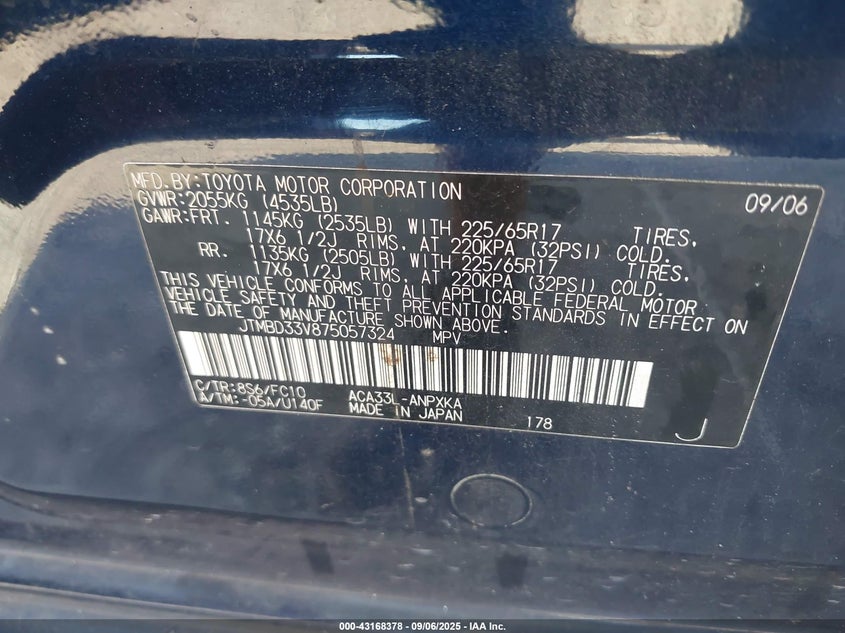 MFD.BY:TOYOTA MOTOR CORPORATION 09/06
GVWR:2055KG (4535LB)
GAWR:FRT. 1145KG (2535LB) WITH 225/65R17 TIRES,
17X6 1/2J RIMS, AT 220KPA (32PSI) COLD.
RR. 1135KG (2505LB) WITH 225/65R17 TIRES,
17X6 1/2J RIMS, AT 220KPA (32PSI) COLD.
THIS VEHICLE CONFORMS TO ALL APPLICABLE FEDERAL MOTOR
VEHICLE SAFETY AND THEFT PREVENTION STANDARDS IN EFFECT ON
THE DATE OF MANUFACTURE SHOWN ABOVE.
JTMBD33V875057324 MPV
C/TR:8S6/FC10 ACA33L-ANPXKA
A/TM:-05A/U140F MADE IN JAPAN 178 J
000-43168378 - 09/06/2025 - IAA Inc.